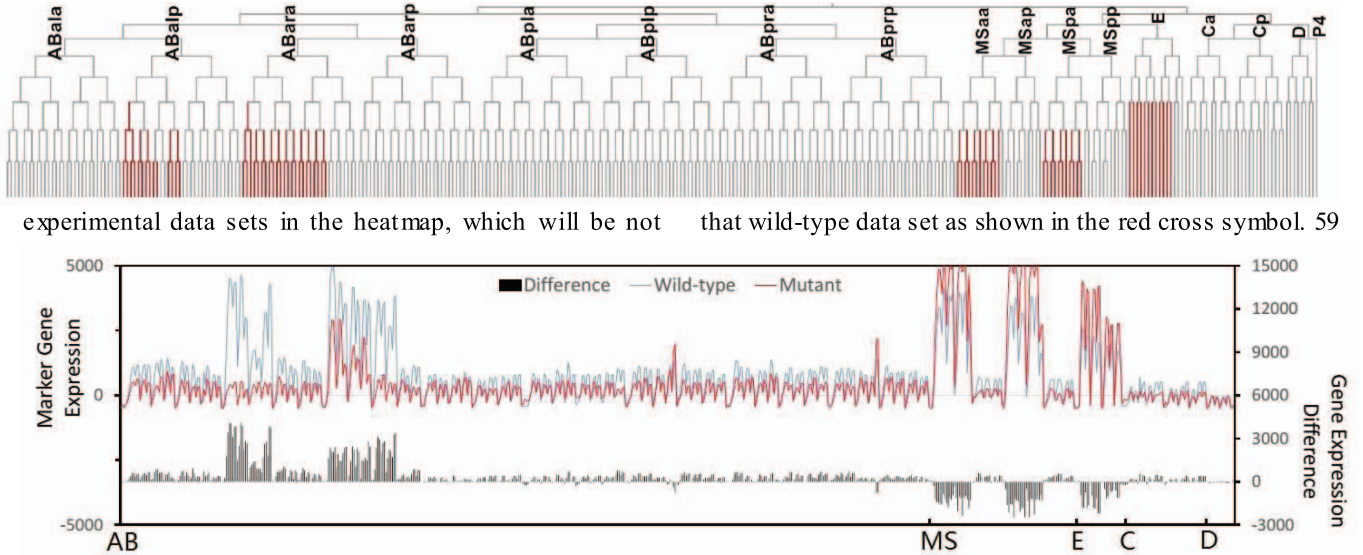 ABala
ABalp
ABara
ABarp
ABpla
ABplp
ABpra
ABprp
MSaa
MSap
MSpa
MSpp
E
Ca
Cp
D
P4
experimental data sets in the heatmap, which will be not
that wild-type data set as shown in the red cross symbol. 59
5000
0
-5000
Marker Gene
Expression
Difference
Wild-type
Mutant
15000
12000
9000
6000
3000
0
-3000
Gene Expression
Difference
AB
MS
E
C
D